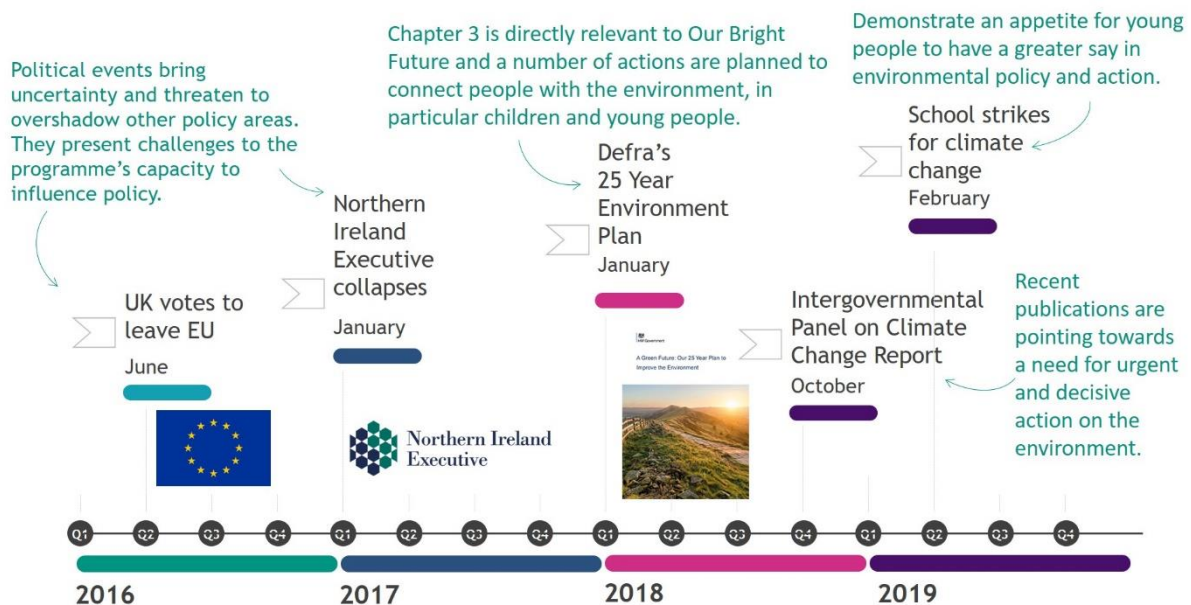 Political events bring
uncertainty and threaten to
overshadow other policy areas.
They present challenges to the
programme’s capacity to
influence policy.
Chapter 3 is directly relevant to Our Bright
Future and a number of actions are planned to
connect people with the environment, in
particular children and young people.
Demonstrate an appetite for young
people to have a greater say in
environmental policy and action.
UK votes to
leave EU
June
Northern
Ireland
Executive
collapses
January
Northern Ireland
Executive
Defra’s
25 Year
Environment
Plan
January
HM Government
A Green Future: Our 25 Year Plan to
Improve the Environment
Intergovernmental
Panel on Climate
Change Report
October
School strikes
for climate
change
February
Recent
publications are
pointing towards
a need for urgent
and decisive
action on the
environment.
Q1 Q2 Q3 Q4 Q1 Q2 Q3 Q4 Q1 Q2 Q3 Q4 Q1 Q2 Q3 Q4
2016 2017 2018 2019